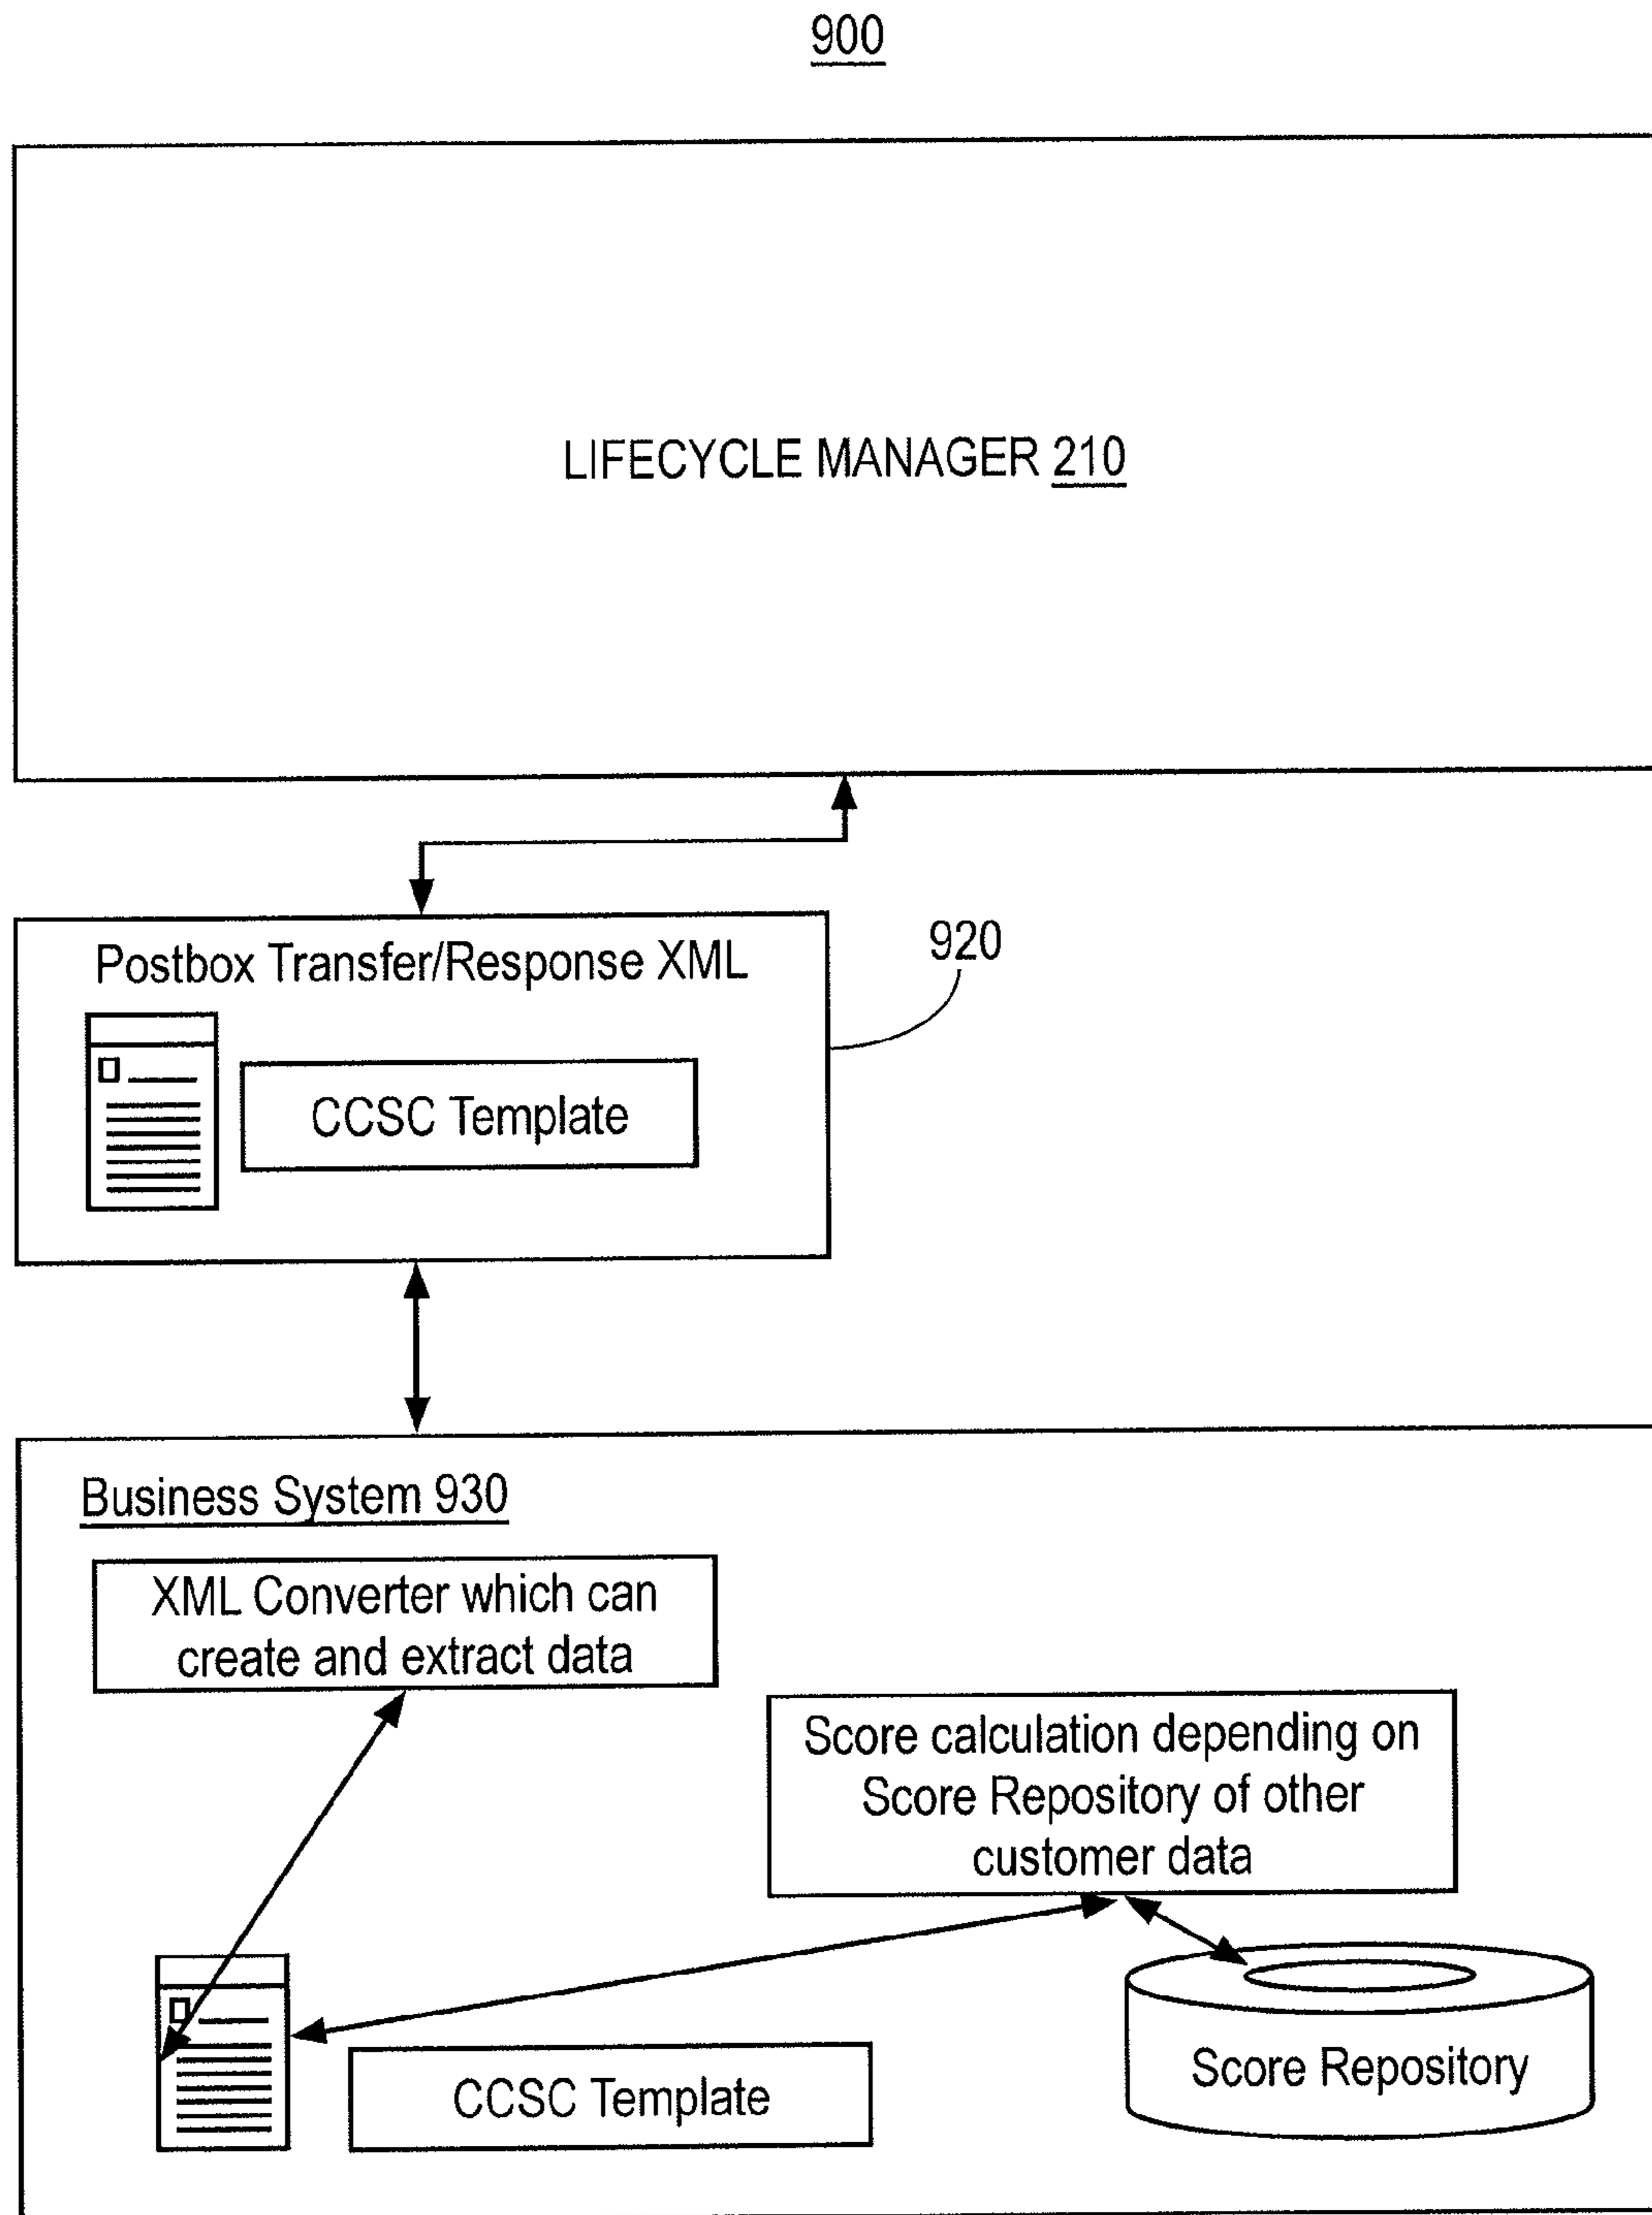 900
LIFECYCLE MANAGER 210
Postbox Transfer/Response XML
920
CCSC Template
Business System 930
XML Converter which can
create and extract data
Score calculation depending on
Score Repository of other
customer data
Score Repository
CCSC Template